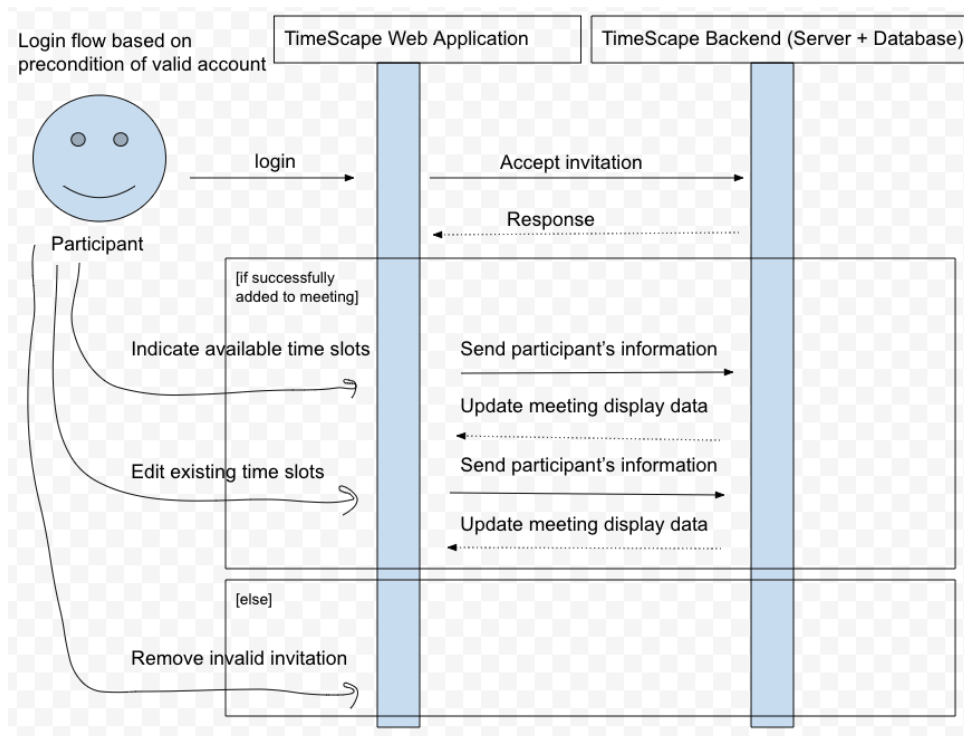 Login flow based on
precondition of valid account
TimeScape Web Application
TimeScape Backend (Server + Database)
login
Accept invitation
Response
Participant
[if successfully
added to meeting]
Indicate available time slots
Send participant's information
Update meeting display data
Edit existing time slots
Send participant's information
Update meeting display data
[else]
Remove invalid invitation